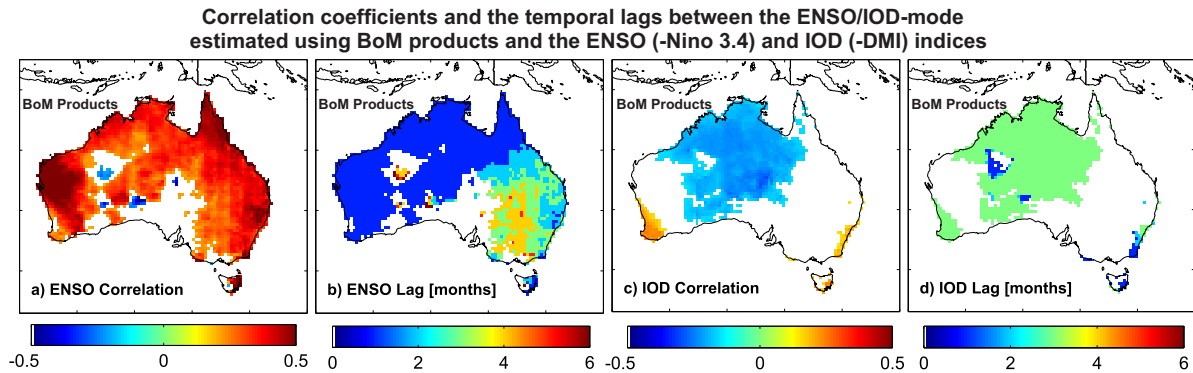 Correlation coefficients and the temporal lags between the ENSO/IOD-mode
estimated using BoM products and the ENSO (-Nino 3.4) and IOD (-DMI) indices
BoM Products
BoM Products
BoM Products
BoM Products
a) ENSO Correlation
b) ENSO Lag [months]
c) IOD Correlation
d) IOD Lag [months]
-0.5 0 0.5
0 2 4 6
-0.5 0 0.5
0 2 4 6